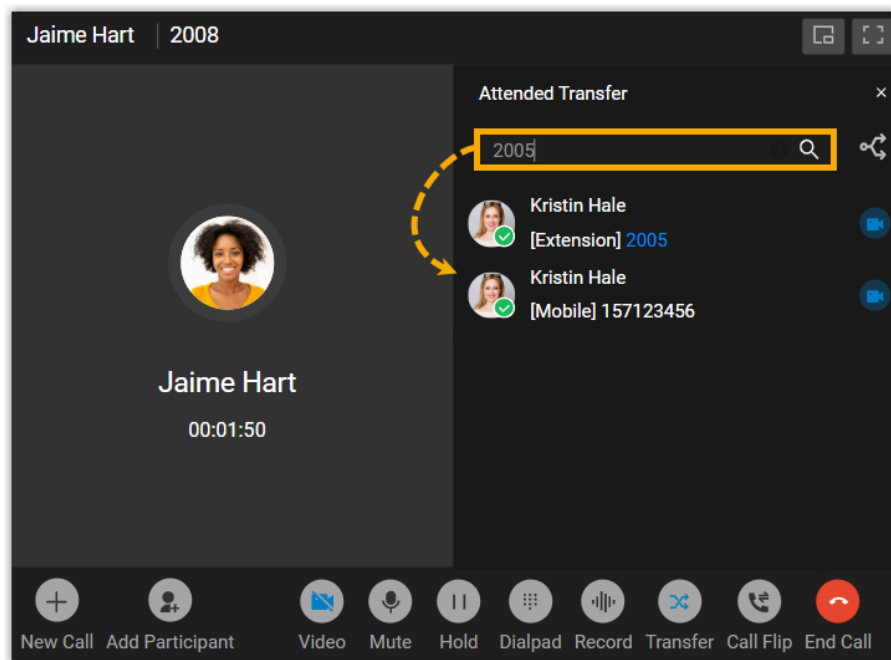 Jaime Hart | 2008
Attended Transfer
2005
Kristin Hale
[Extension] 2005
Kristin Hale
[Mobile] 157123456
Jaime Hart
00:01:50
New Call Add Participant Video Mute Hold Dialpad Record Transfer Call Flip End Call